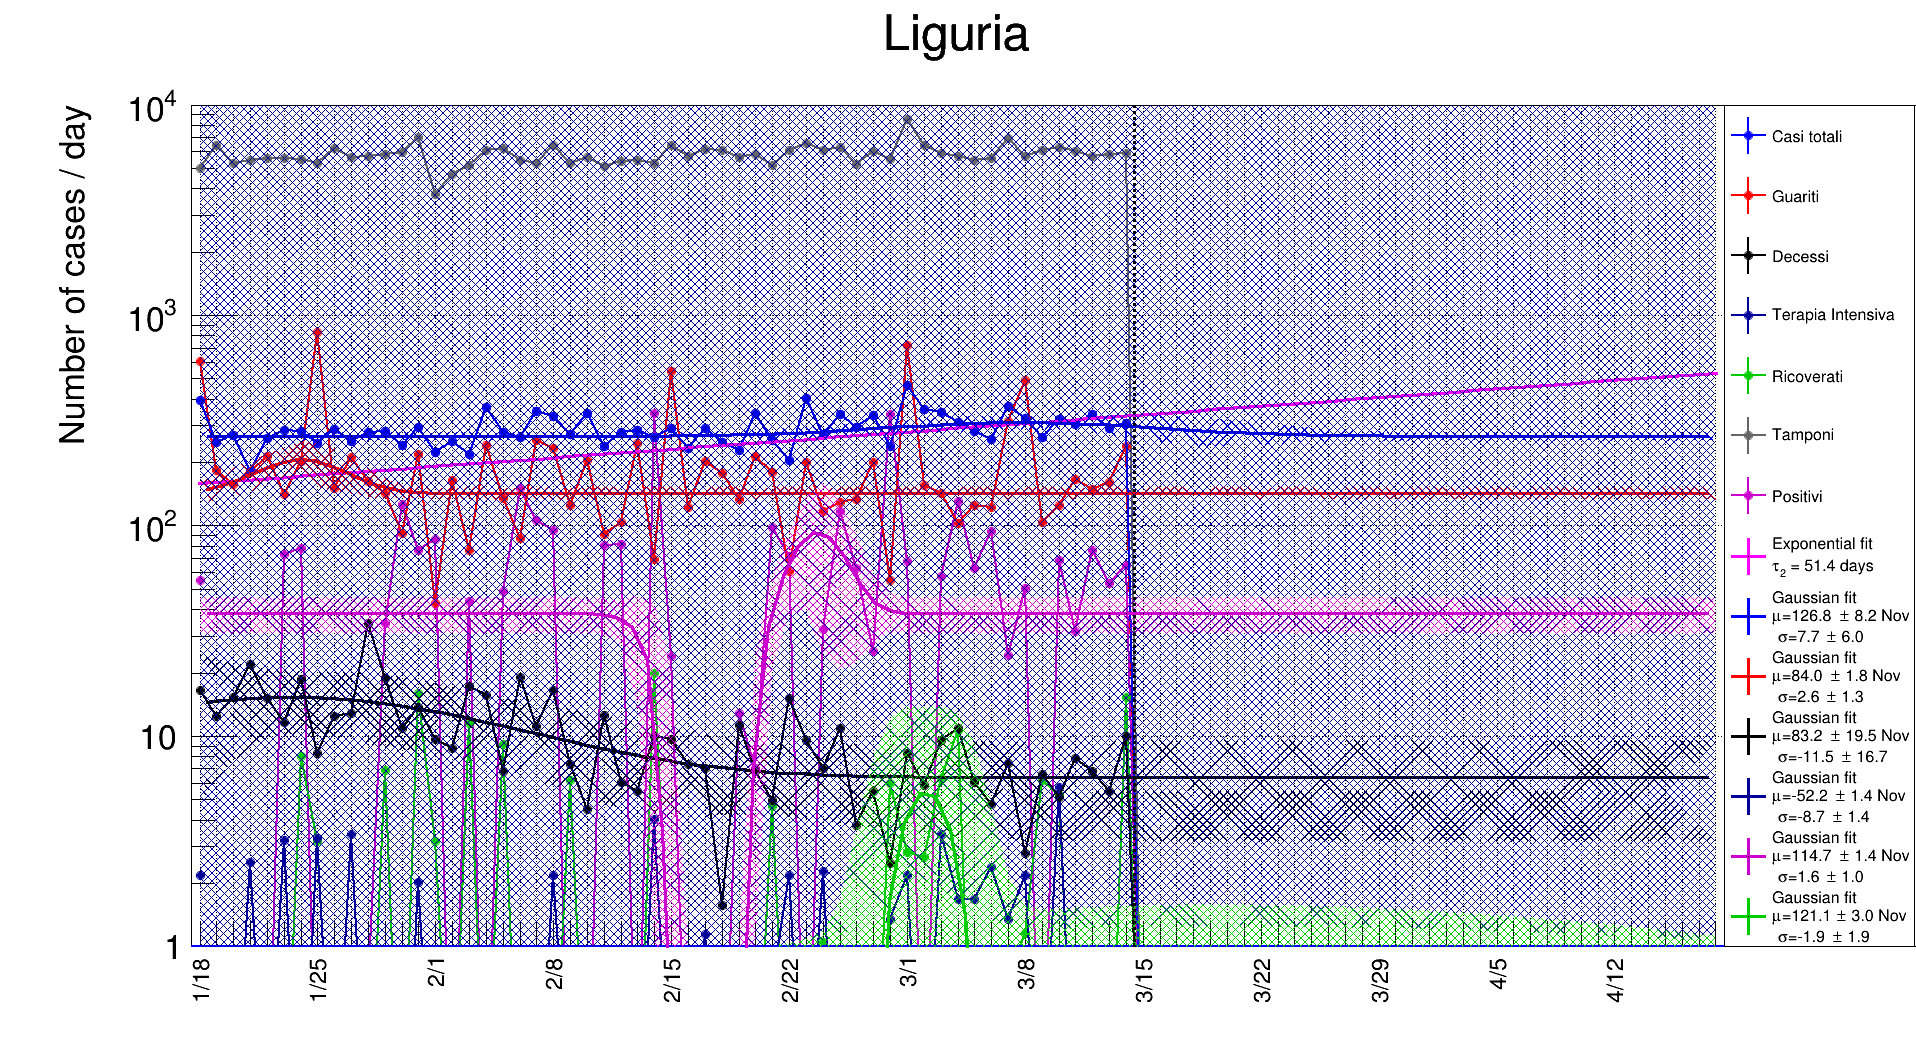 Liguria
Number of cases / day
10⁴
10³
10²
10
1
1/18
1/25
2/1
2/8
2/15
2/22
3/1
3/8
3/15
3/22
3/29
4/5
4/12
Casi totali
Guariti
Decessi
Terapia Intensiva
Ricoverati
Tamponi
Positivi
Exponential fit
τ₂ = 51.4 days
Gaussian fit
μ=126.8 ± 8.2 Nov
σ=7.7 ± 6.0
Gaussian fit
μ=84.0 ± 1.8 Nov
σ=2.6 ± 1.3
Gaussian fit
μ=83.2 ± 19.5 Nov
σ=-11.5 ± 16.7
Gaussian fit
μ=-52.2 ± 1.4 Nov
σ=-8.7 ± 1.4
Gaussian fit
μ=114.7 ± 1.4 Nov
σ=1.6 ± 1.0
Gaussian fit
μ=121.1 ± 3.0 Nov
σ=-1.9 ± 1.9